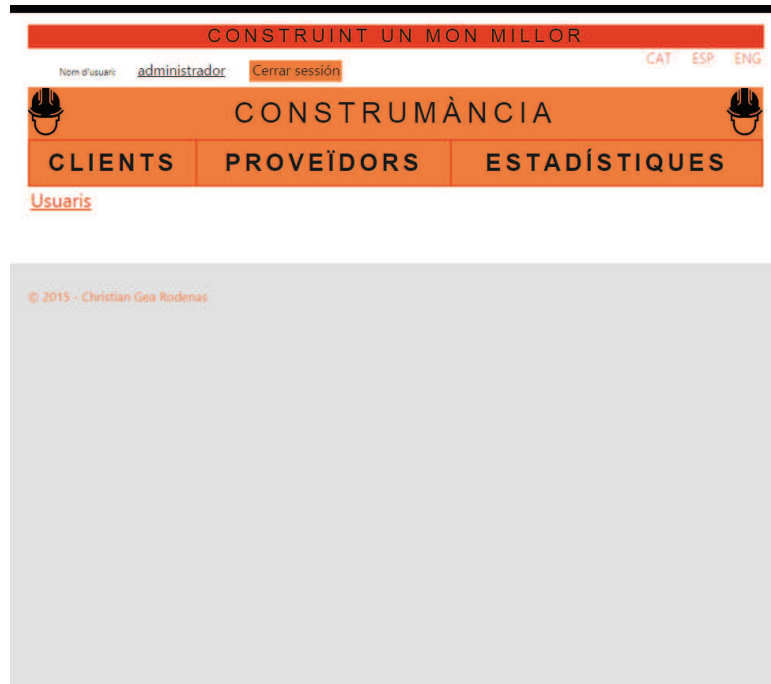 CONSTRUINT UN MON MILLOR
CAT ESP ENG
Nom d'usuari: administrador Cerrar sessión
CONSTRUMÀNCIA
CLIENTS PROVEÏDORS ESTADÍSTIQUES
Usuaris
© 2015 - Christian Gea Rodenas